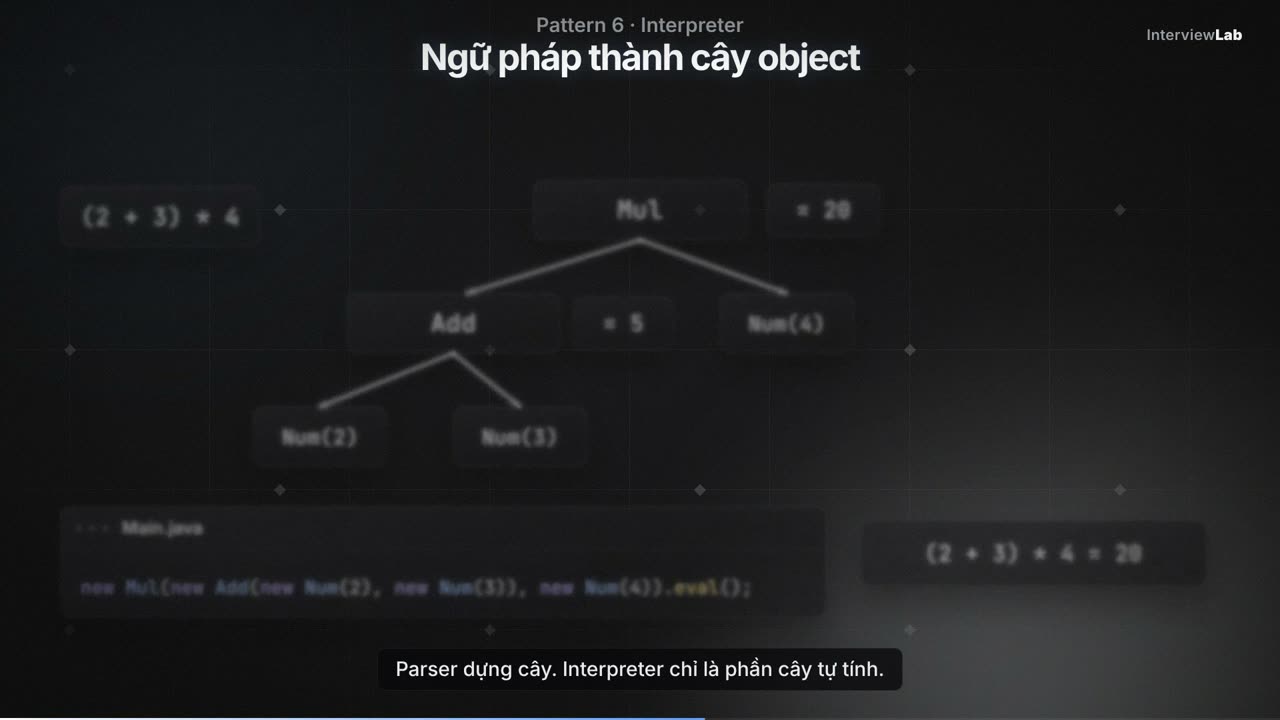 Pattern 6 · Interpreter
InterviewLab
Ngữ pháp thành cây object
(2 + 3) * 4
Mul
= 20
Add
= 5
Num(4)
Num(2)
Num(3)
Main.java
new Mul(new Add(new Num(2), new Num(3)), new Num(4)).eval();
(2 + 3) * 4 = 20
Parser dựng cây. Interpreter chỉ là phần cây tự tính.